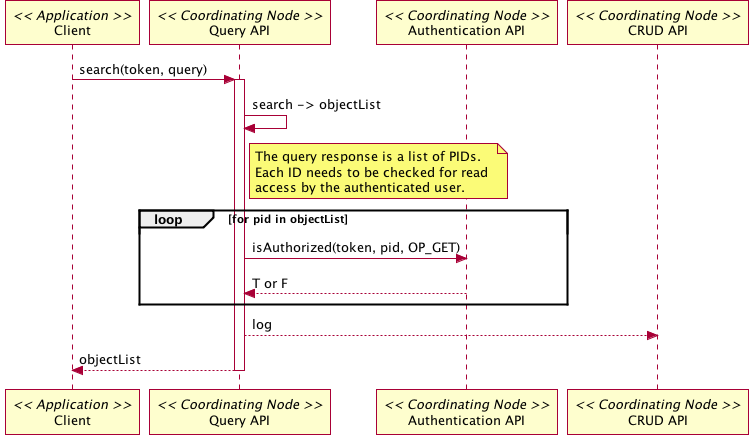 << Application >>
Client
<< Coordinating Node >>
Query API
<< Coordinating Node >>
Authentication API
<< Coordinating Node >>
CRUD API
search(token, query)
search -> objectList
The query response is a list of PIDs.
Each ID needs to be checked for read
access by the authenticated user.
loop
[for pid in objectList]
isAuthorized(token, pid, OP_GET)
T or F
log
objectList
<< Application >>
Client
<< Coordinating Node >>
Query API
<< Coordinating Node >>
Authentication API
<< Coordinating Node >>
CRUD API